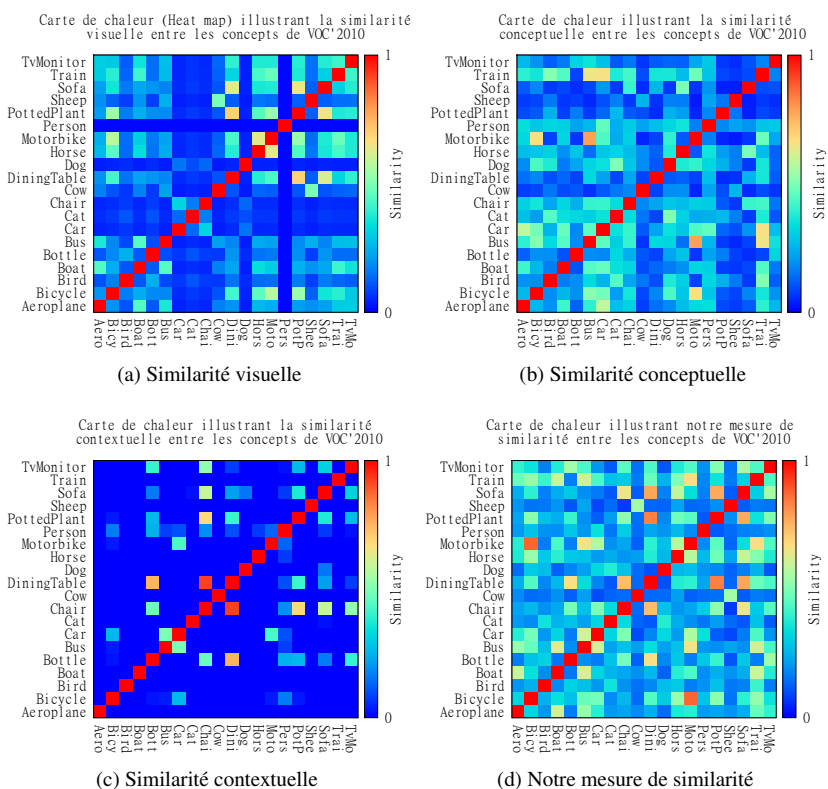 Carte de chaleur (Heat map) illustrant la similarité
visuelle entre les concepts de VOC'2010
TvMonitor
Train
Sofa
Sheep
PottedPlant
Person
Motorbike
Horse
Dog
DiningTable
Cow
Chair
Cat
Car
Bus
Bottle
Boat
Bird
Bicycle
Aeroplane
Aero Bicy Bird Boat Bott Bus Car Cat Chai Cow Dini Dog Hors Moto Pers PotP Shee Sofa Trai TvMo
1
Similarity
0
(a) Similarité visuelle
Carte de chaleur illustrant la similarité
conceptuelle entre les concepts de VOC'2010
TvMonitor
Train
Sofa
Sheep
PottedPlant
Person
Motorbike
Horse
Dog
DiningTable
Cow
Chair
Cat
Car
Bus
Bottle
Boat
Bird
Bicycle
Aeroplane
Aero Bicy Bird Boat Bott Bus Car Cat Chai Cow Dini Dog Hors Moto Pers PotP Shee Sofa Trai TvMo
1
Similarity
0
(b) Similarité conceptuelle
Carte de chaleur illustrant la similarité
contextuelle entre les concepts de VOC'2010
TvMonitor
Train
Sofa
Sheep
PottedPlant
Person
Motorbike
Horse
Dog
DiningTable
Cow
Chair
Cat
Car
Bus
Bottle
Boat
Bird
Bicycle
Aeroplane
Aero Bicy Bird Boat Bott Bus Car Cat Chai Cow Dini Dog Hors Moto Pers PotP Shee Sofa Trai TvMo
1
Similarity
0
(c) Similarité contextuelle
Carte de chaleur illustrant notre mesure de
similarité entre les concepts de VOC'2010
TvMonitor
Train
Sofa
Sheep
PottedPlant
Person
Motorbike
Horse
Dog
DiningTable
Cow
Chair
Cat
Car
Bus
Bottle
Boat
Bird
Bicycle
Aeroplane
Aero Bicy Bird Boat Bott Bus Car Cat Chai Cow Dini Dog Hors Moto Pers PotP Shee Sofa Trai TvMo
1
Similarity
0
(d) Notre mesure de similarité